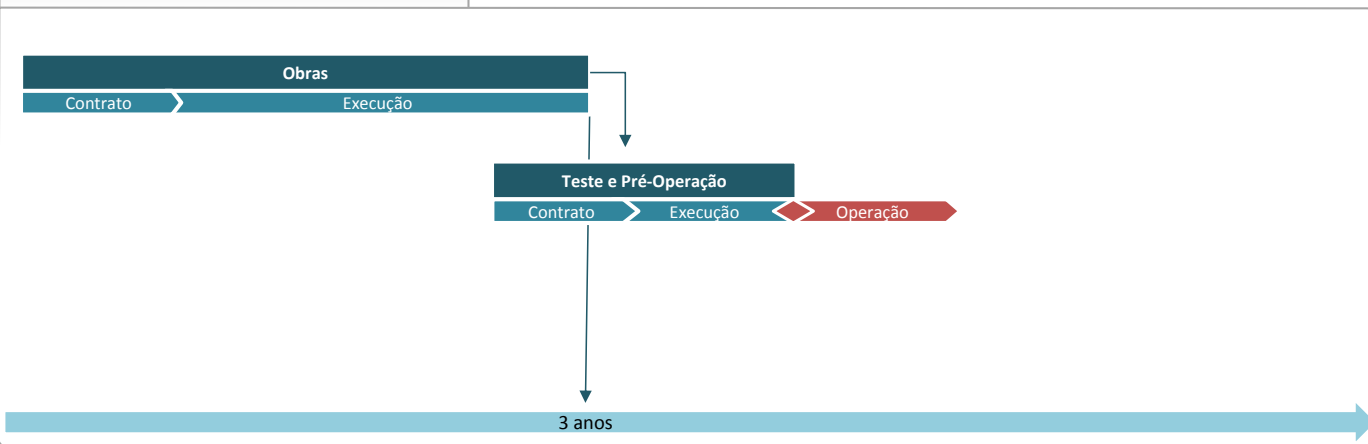 Obras
Contrato Execução
Teste e Pré-Operação
Contrato Execução Operação
3 anos